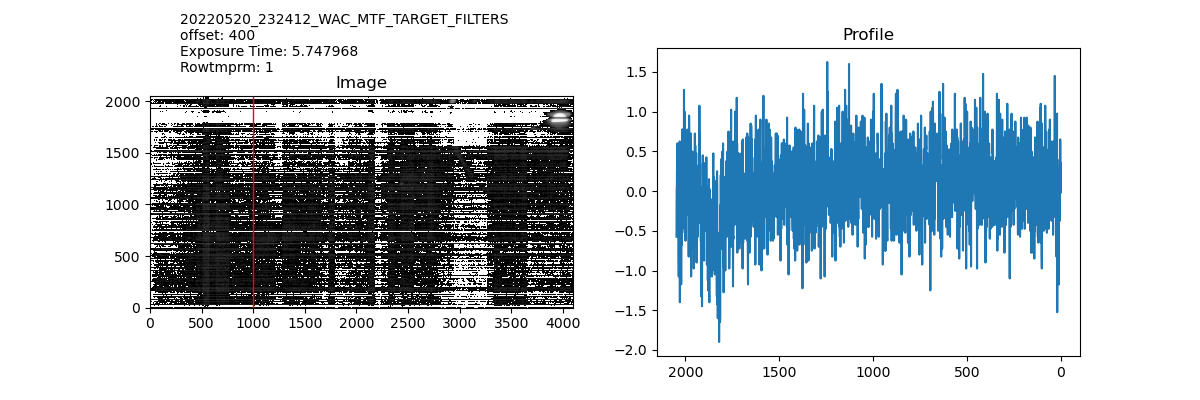 20220520_232412_WAC_MTF_TARGET_FILTERS
offset: 400
Exposure Time: 5.747968
Rowtmprm: 1
Image
2000
1500
1000
500
0
0 500 1000 1500 2000 2500 3000 3500 4000
Profile
1.5
1.0
0.5
0.0
−0.5
−1.0
−1.5
−2.0
2000 1500 1000 500 0